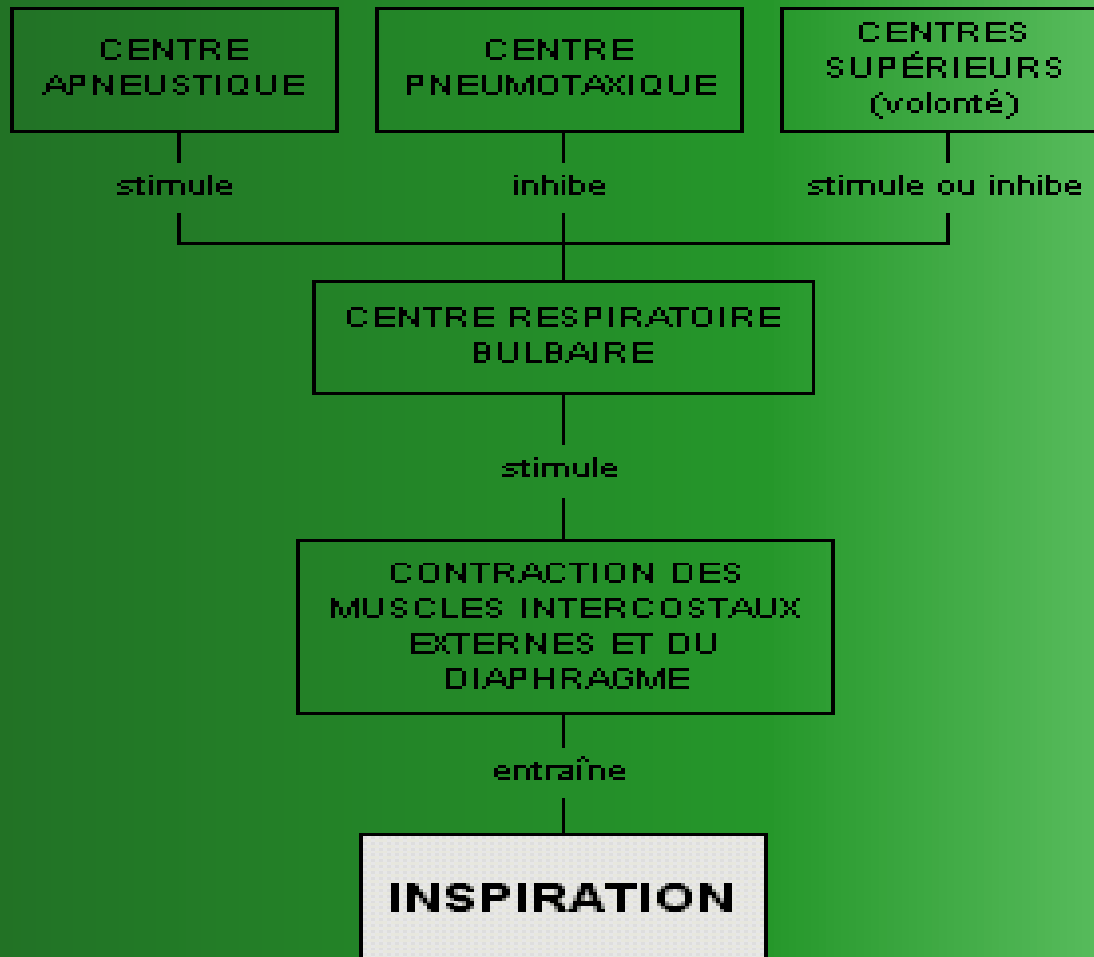 CENTRE
APNEUSTIQUE
CENTRE
PNEUMOTAXIQUE
CENTRES
SUPÉRIEURS
(volonté)
stimule
inhibe
stimule ou inhibe
CENTRE RESPIRATOIRE
BULBAIRE
stimule
CONTRACTION DES
MUSCLES INTERCOSTAUX
EXTERNES ET DU
DIAPHRAGME
entraîne
INSPIRATION